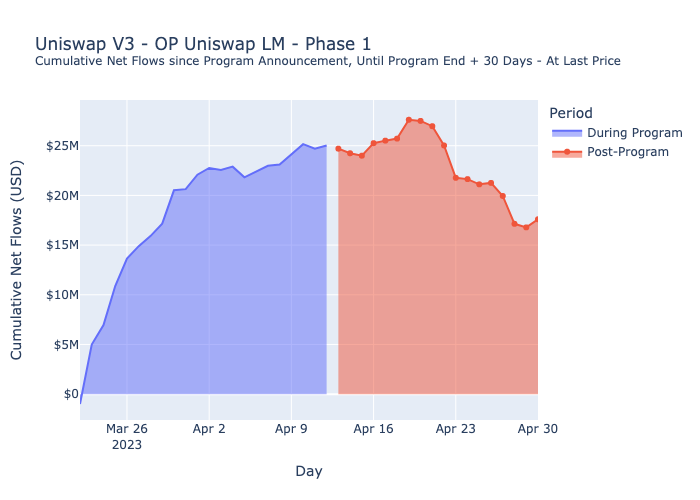 Uniswap V3 - OP Uniswap LM - Phase 1
Cumulative Net Flows since Program Announcement, Until Program End + 30 Days - At Last Price
Period
During Program
Post-Program
Cumulative Net Flows (USD)
$25M
$20M
$15M
$10M
$5M
$0
Mar 26
2023
Apr 2
Apr 9
Apr 16
Apr 23
Apr 30
Day